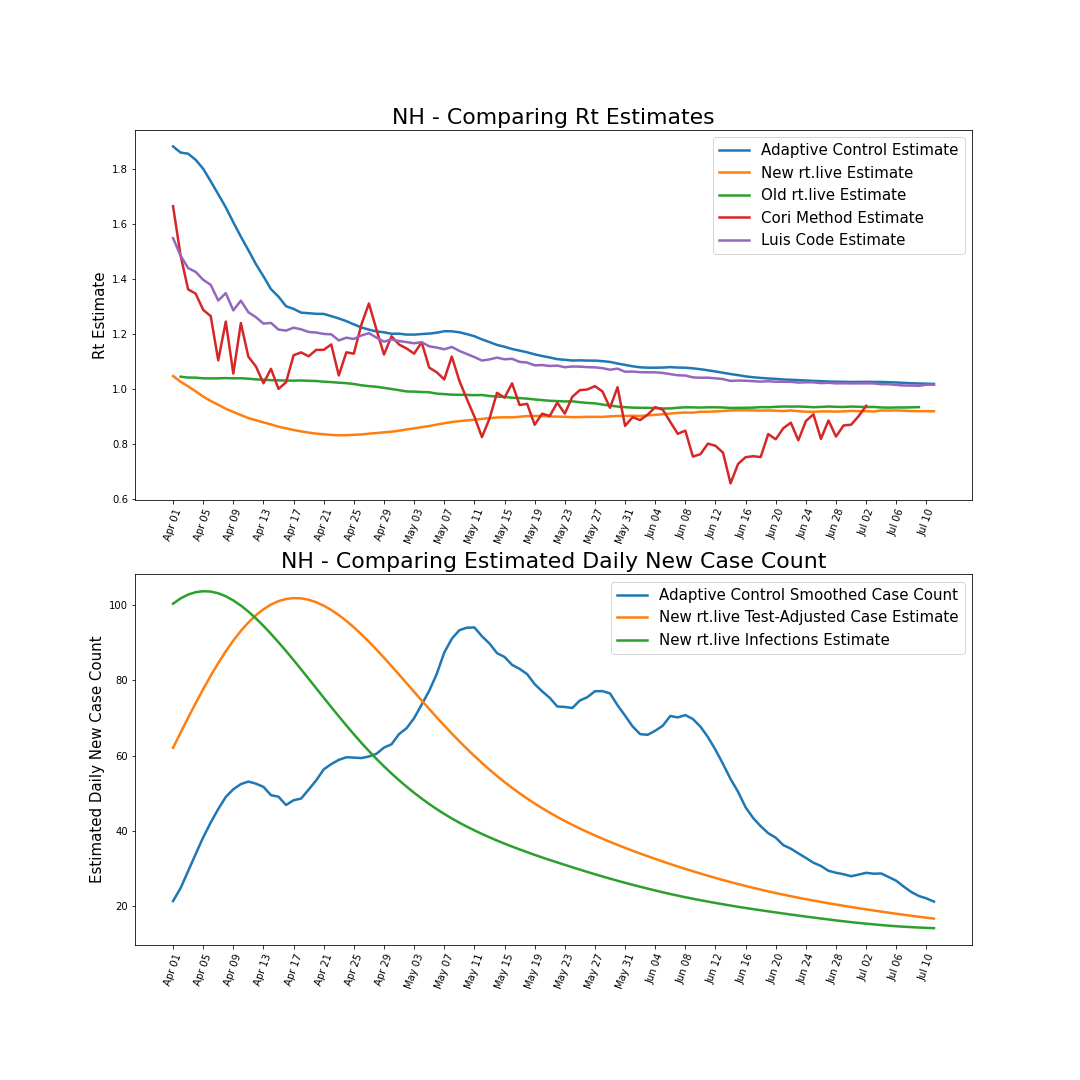 NH - Comparing Rt Estimates
Rt Estimate
1.8
1.6
1.4
1.2
1.0
0.8
0.6
Adaptive Control Estimate
New rt.live Estimate
Old rt.live Estimate
Cori Method Estimate
Luis Code Estimate
Apr 01 Apr 05 Apr 09 Apr 13 Apr 17 Apr 21 Apr 25 Apr 29 May 03 May 07 May 11 May 15 May 19 May 23 May 27 May 31 Jun 04 Jun 08 Jun 12 Jun 16 Jun 20 Jun 24 Jun 28 Jul 02 Jul 06 Jul 10
NH - Comparing Estimated Daily New Case Count
Estimated Daily New Case Count
100
80
60
40
20
Adaptive Control Smoothed Case Count
New rt.live Test-Adjusted Case Estimate
New rt.live Infections Estimate
Apr 01 Apr 05 Apr 09 Apr 13 Apr 17 Apr 21 Apr 25 Apr 29 May 03 May 07 May 11 May 15 May 19 May 23 May 27 May 31 Jun 04 Jun 08 Jun 12 Jun 16 Jun 20 Jun 24 Jun 28 Jul 02 Jul 06 Jul 10